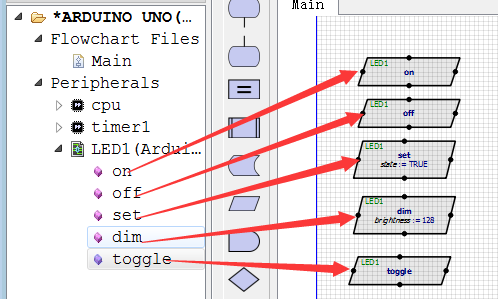 *ARDUINO UNO(
Flowchart Files
Main
Peripherals
cpu
timer1
LED1(Ardui...
on
off
set
dim
toggle
Main
LED1
on
LED1
off
LED1
set
state := TRUE
LED1
dim
brightness := 128
LED1
toggle